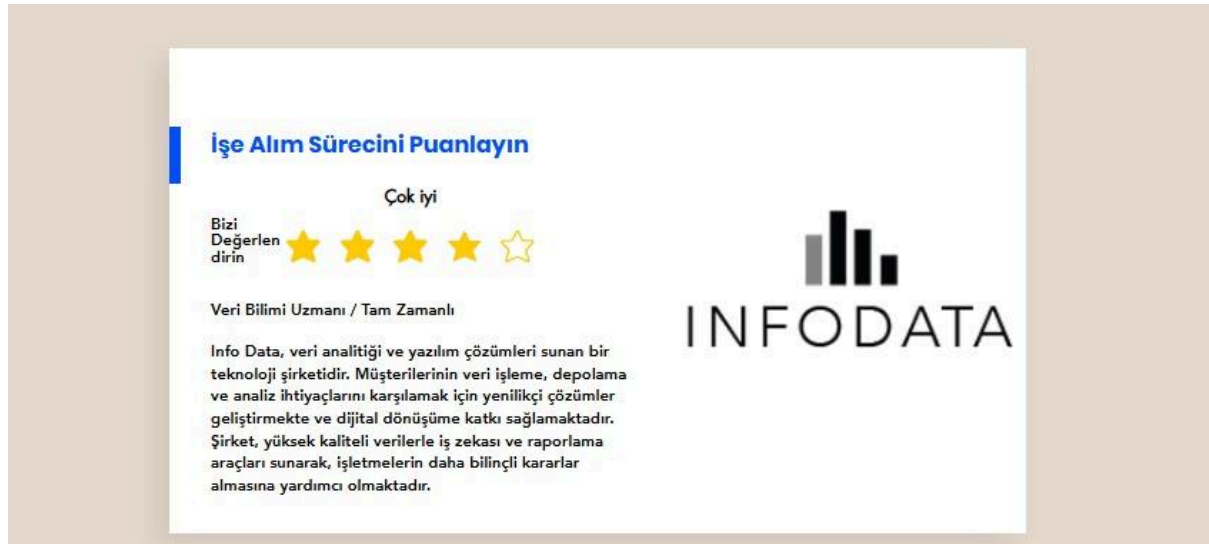 İşe Alım Sürecini Puanlayın
Çok iyi
Bizi
Değerlen
dirin
Veri Bilimi Uzmanı / Tam Zamanlı
Info Data, veri analitiği ve yazılım çözümleri sunan bir
teknoloji şirketidir. Müşterilerinin veri işleme, depolama
ve analiz ihtiyaçlarını karşılamak için yenilikçi çözümler
geliştirmekte ve dijital dönüşüme katkı sağlamaktadır.
Şirket, yüksek kaliteli verilerle iş zekası ve raporlama
araçları sunarak, işletmelerin daha bilinçli kararlar
almasına yardımcı olmaktadır.
INFODATA